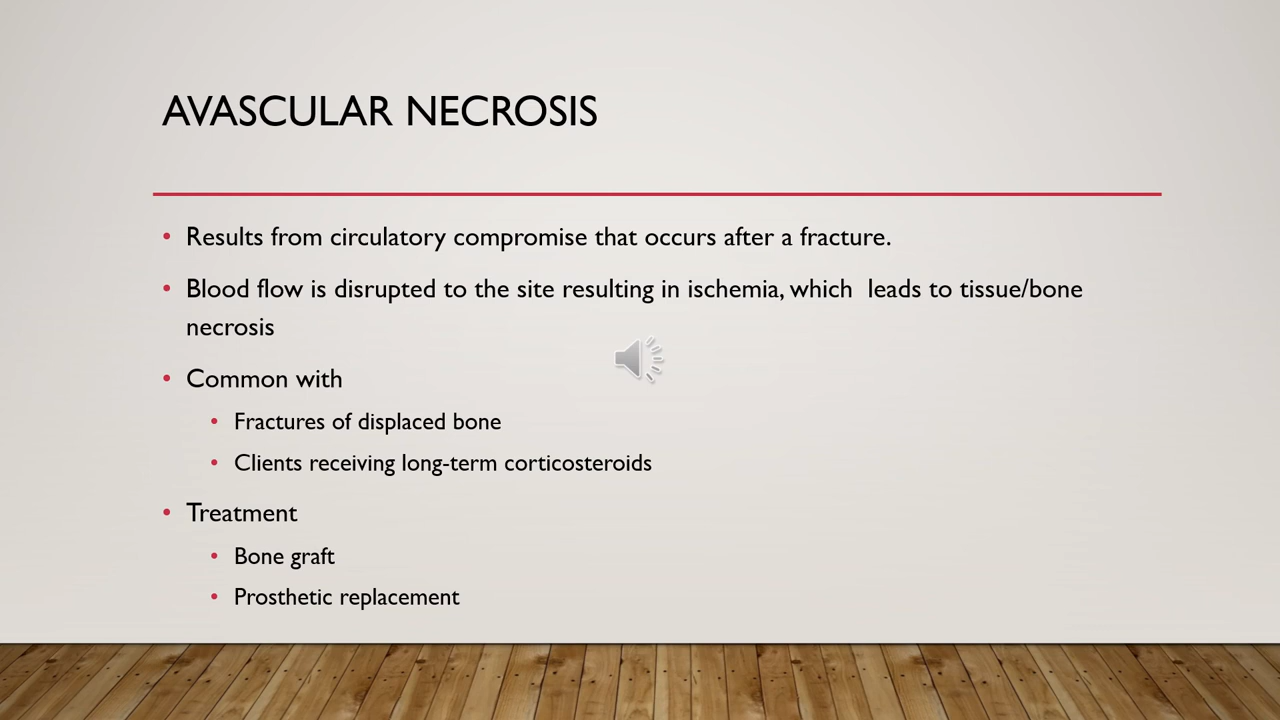 AVASCULAR NECROSIS
• Results from circulatory compromise that occurs after a fracture.
• Blood flow is disrupted to the site resulting in ischemia, which  leads to tissue/bone
necrosis
• Common with
• Fractures of displaced bone
• Clients receiving long-term corticosteroids
• Treatment
• Bone graft
• Prosthetic replacement